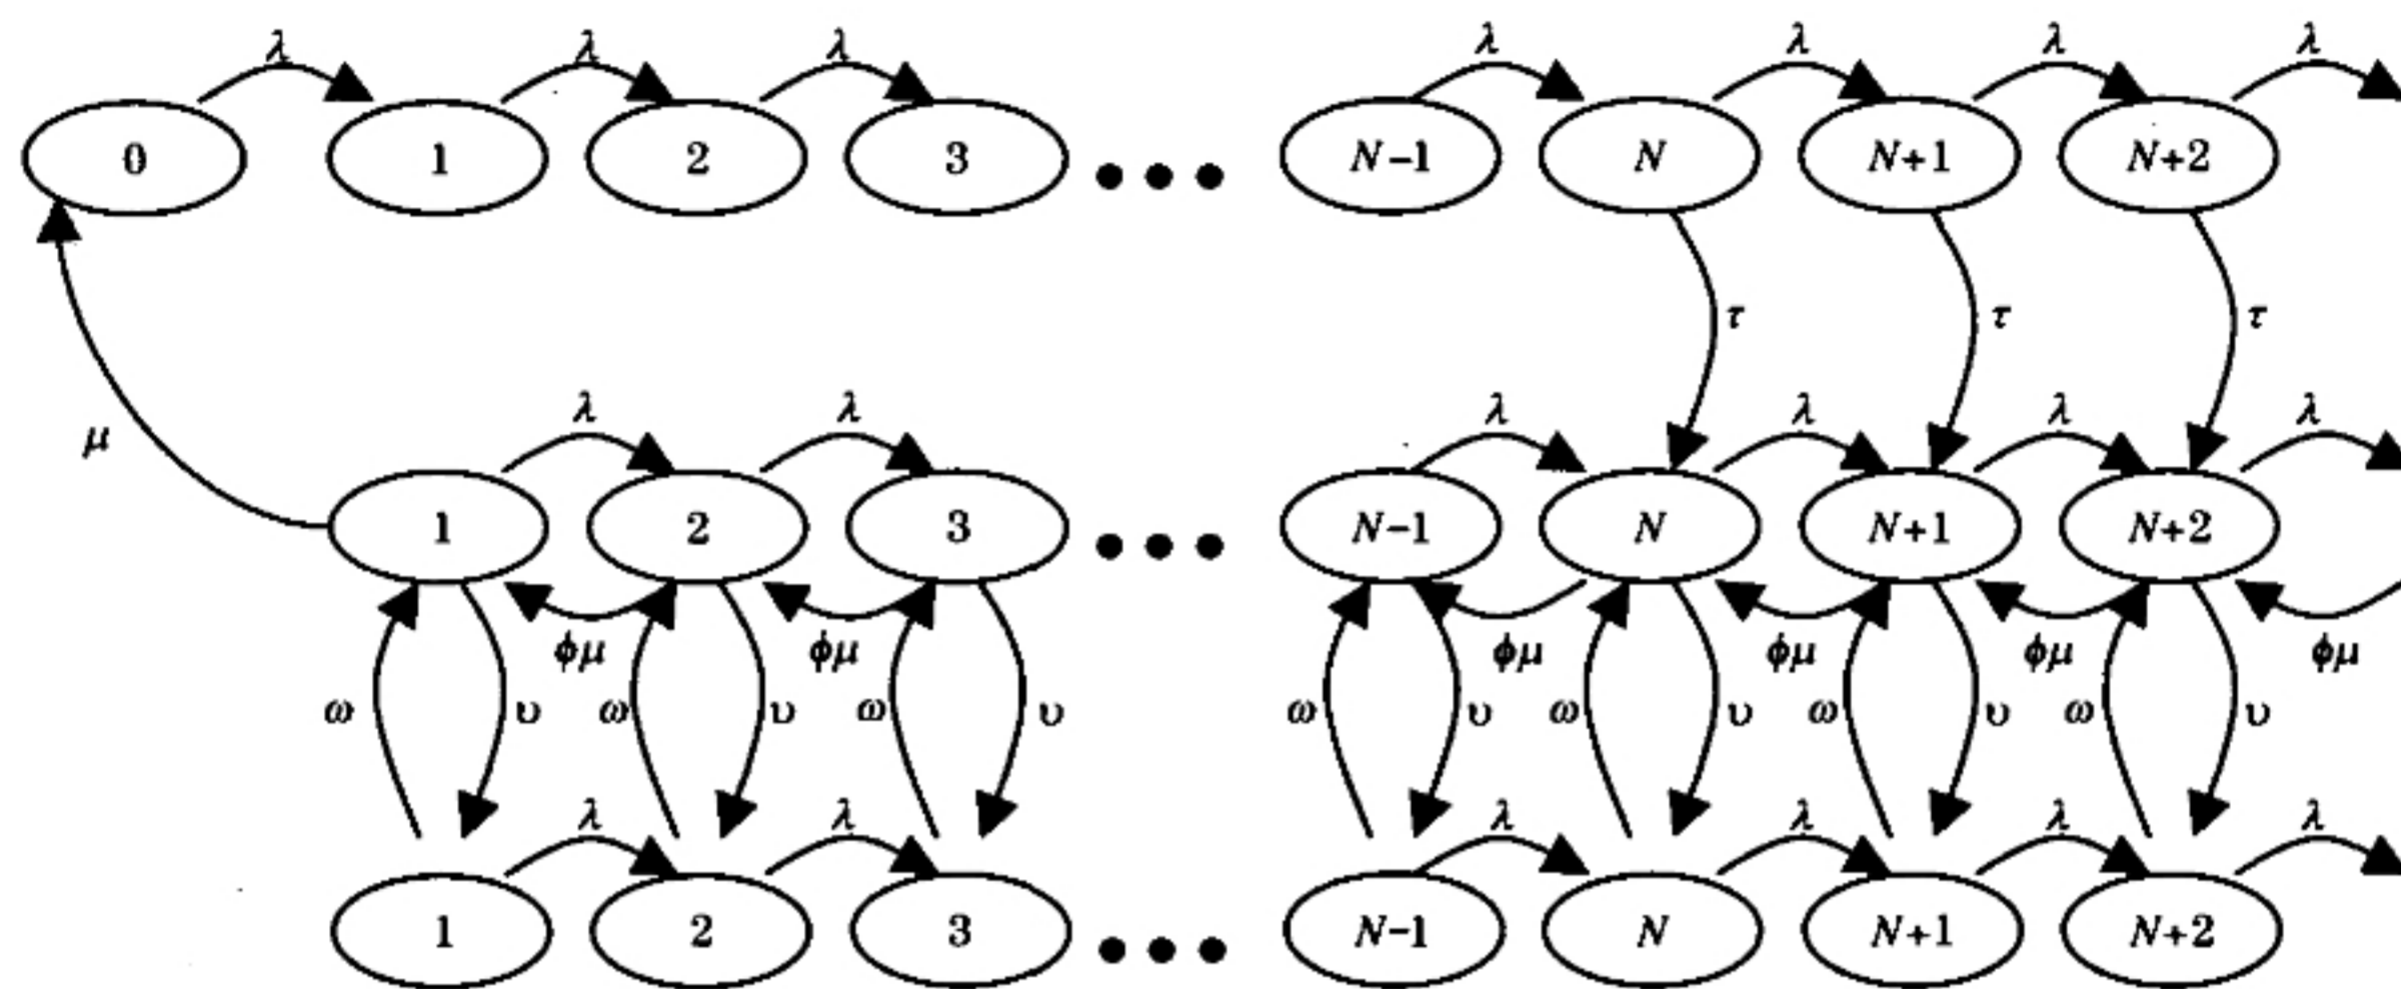 λ λ λ λ λ λ λ
0 1 2 3 N-1 N N+1 N+2
τ τ τ
μ λ λ λ λ λ λ
1 2 3 N-1 N N+1 N+2
ϕμ ϕμ ϕμ ϕμ ϕμ ϕμ
ω υ ω υ ω υ ω υ ω υ ω υ ω υ
λ λ λ λ λ λ
1 2 3 N-1 N N+1 N+2